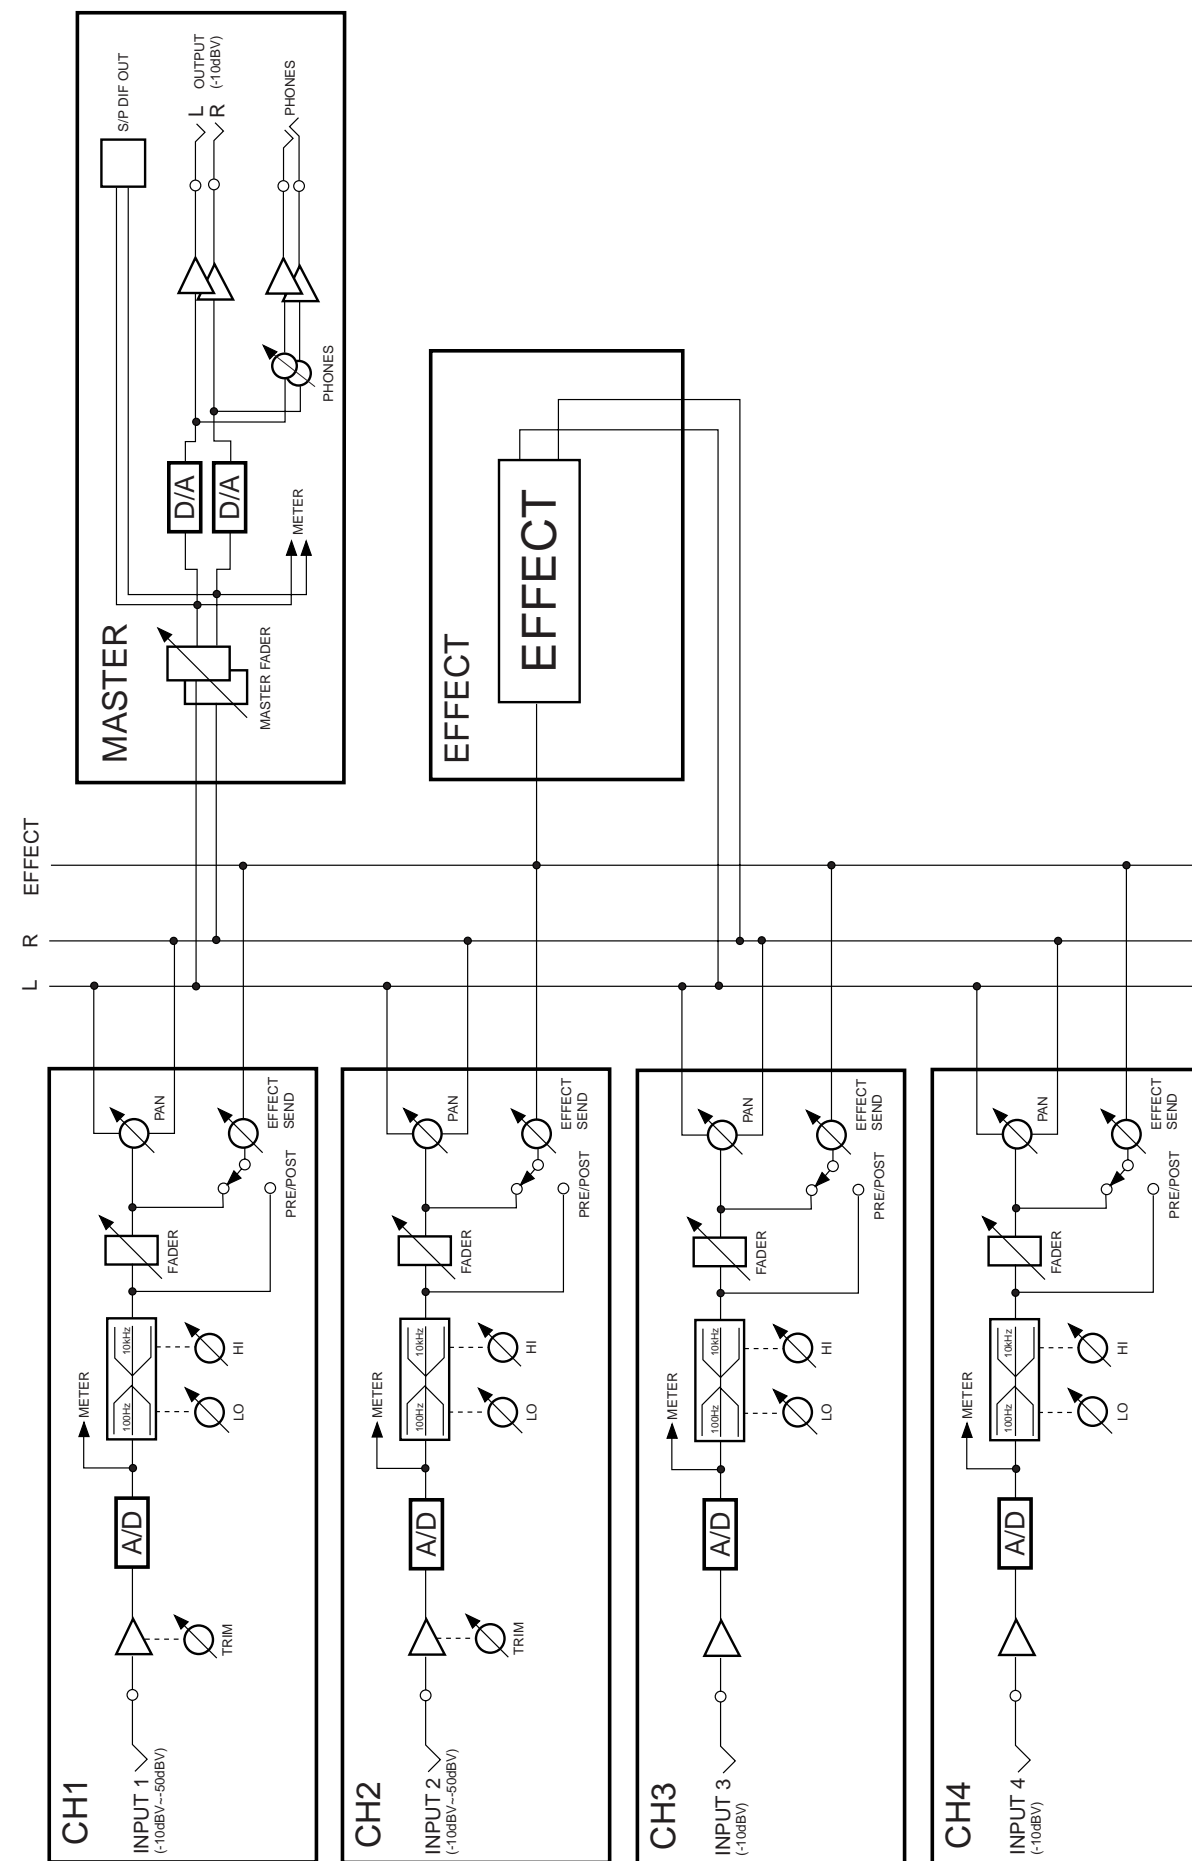 CH1
INPUT 1
(-10dBV~-50dBV)
TRIM
A/D
METER
100Hz
10kHz
LO
HI
FADER
PRE/POST
PAN
EFFECT
SEND
CH2
INPUT 2
(-10dBV~-50dBV)
TRIM
A/D
METER
100Hz
10kHz
LO
HI
FADER
PRE/POST
PAN
EFFECT
SEND
CH3
INPUT 3
(-10dBV)
A/D
METER
100Hz
10kHz
LO
HI
FADER
PRE/POST
PAN
EFFECT
SEND
CH4
INPUT 4
(-10dBV)
A/D
METER
100Hz
10kHz
LO
HI
FADER
PRE/POST
PAN
EFFECT
SEND
L
R
EFFECT
MASTER
MASTER FADER
METER
D/A
D/A
PHONES
S/P DIF OUT
L
R
OUTPUT
(-10dBV)
PHONES
EFFECT
EFFECT